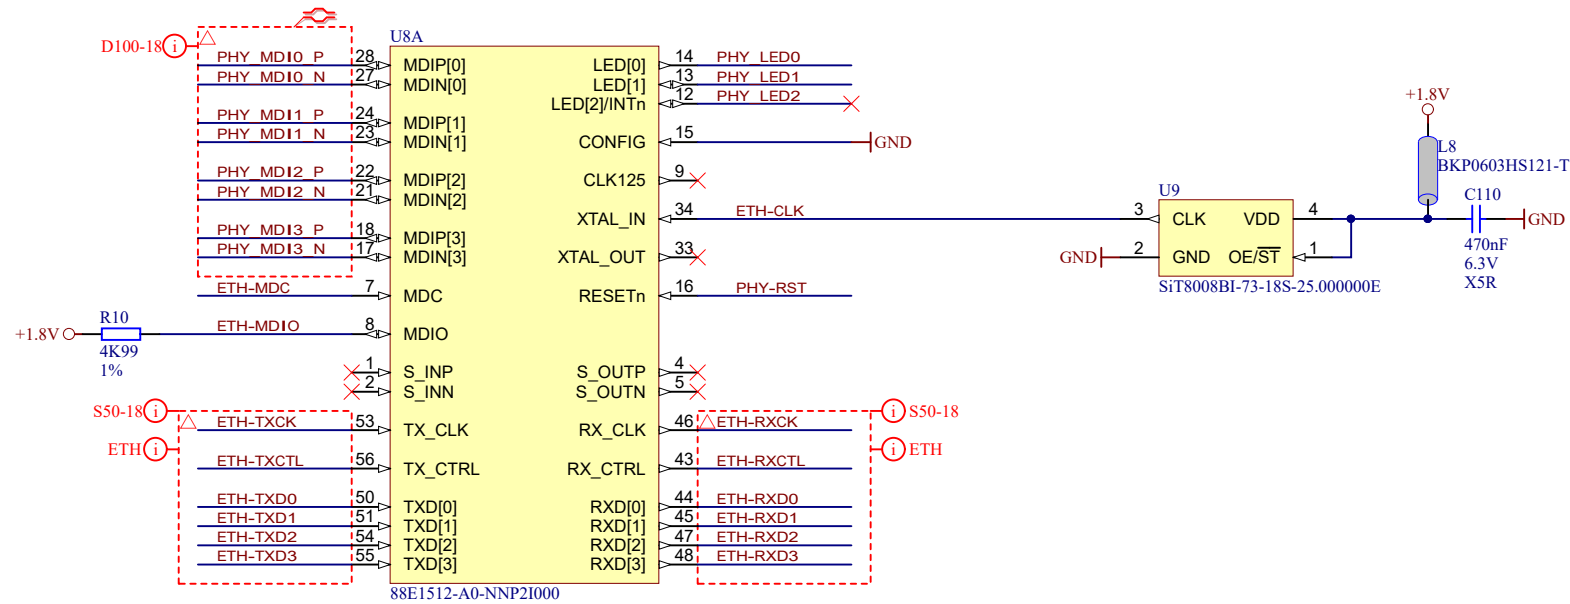 D100-18 i
U8A
PHY_MDI0_P 28 MDIP[0] LED[0] 14 PHY_LED0
PHY_MDI0_N 27 MDIN[0] LED[1] 13 PHY_LED1
LED[2]/INTn 12 PHY_LED2
PHY_MDI1_P 24 MDIP[1]
PHY_MDI1_N 23 MDIN[1] CONFIG 15 GND
PHY_MDI2_P 22 MDIP[2] CLK125 9
PHY_MDI2_N 21 MDIN[2]
XTAL_IN 34 ETH-CLK
PHY_MDI3_P 18 MDIP[3]
PHY_MDI3_N 17 MDIN[3] XTAL_OUT 33
ETH-MDC 7 MDC RESETn 16 PHY-RST
+1.8V R10 ETH-MDIO 8 MDIO
4K99
1%
1 S_INP S_OUTP 4
2 S_INN S_OUTN 5
S50-18 i
ETH-TXCK 53 TX_CLK RX_CLK 46 ETH-RXCK
i S50-18
ETH i
i ETH
ETH-TXCTL 56 TX_CTRL RX_CTRL 43 ETH-RXCTL
ETH-TXD0 50 TXD[0] RXD[0] 44 ETH-RXD0
ETH-TXD1 51 TXD[1] RXD[1] 45 ETH-RXD1
ETH-TXD2 54 TXD[2] RXD[2] 47 ETH-RXD2
ETH-TXD3 55 TXD[3] RXD[3] 48 ETH-RXD3
88E1512-A0-NNP2I000
+1.8V
L8
BKP0603HS121-T
U9
3 CLK VDD 4
GND 2 GND OE/ST 1
SiT8008BI-73-18S-25.000000E
C110
GND
470nF
6.3V
X5R